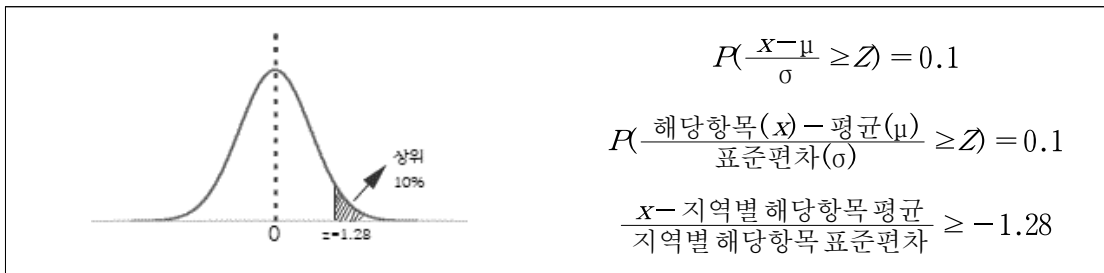 상위
10%
0
z=1.28
P(x-μ/σ ≥Z)=0.1
P(해당항목(x)-평균(μ)/표준편차(σ) ≥Z)=0.1
x-지역별 해당항목 평균/지역별 해당항목 표준편차 ≥-1.28